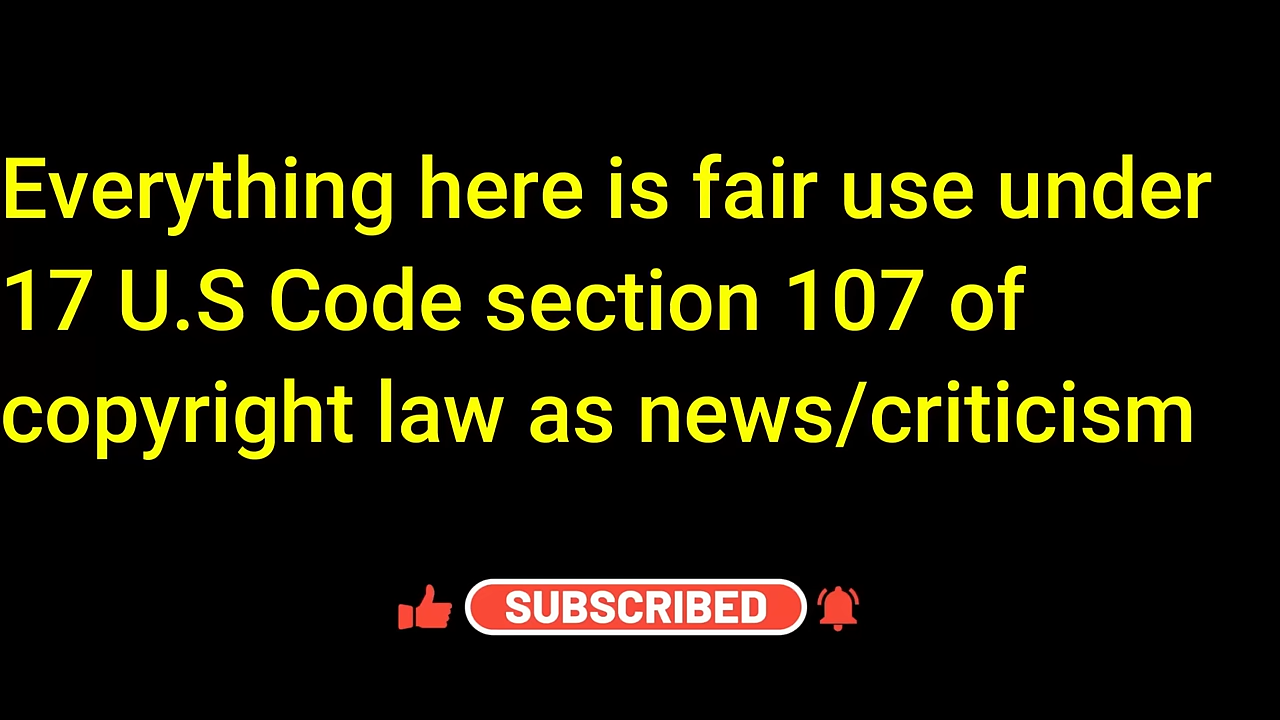 Everything here is fair use under
17 U.S Code section 107 of
copyright law as news/criticism
SUBSCRIBED